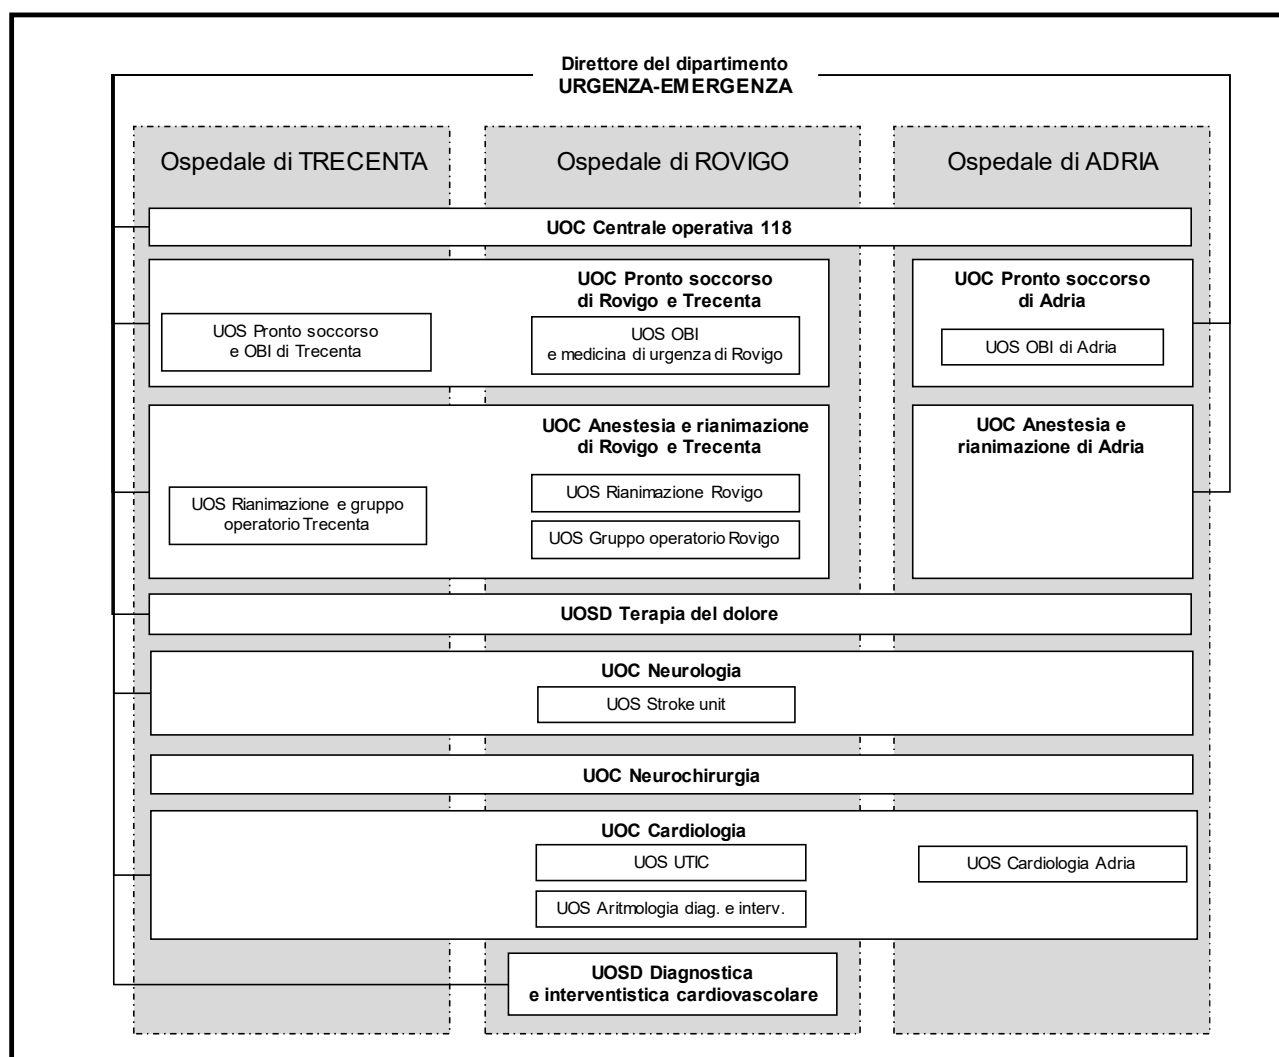 Direttore del dipartimento
URGENZA-EMERGENZA
Ospedale di TRECENTA
Ospedale di ROVIGO
Ospedale di ADRIA
UOC Centrale operativa 118
UOC Pronto soccorso
di Rovigo e Trecenta
UOS Pronto soccorso
e OBI di Trecenta
UOS OBI
e medicina di urgenza di Rovigo
UOC Pronto soccorso
di Adria
UOS OBI di Adria
UOC Anestesia e rianimazione
di Rovigo e Trecenta
UOS Rianimazione e gruppo
operatorio Trecenta
UOS Rianimazione Rovigo
UOS Gruppo operatorio Rovigo
UOC Anestesia e
rianimazione di Adria
UOSD Terapia del dolore
UOC Neurologia
UOS Stroke unit
UOC Neurochirurgia
UOC Cardiologia
UOS UTIC
UOS Aritmologia diag. e interv.
UOS Cardiologia Adria
UOSD Diagnostica
e interventistica cardiovascolare